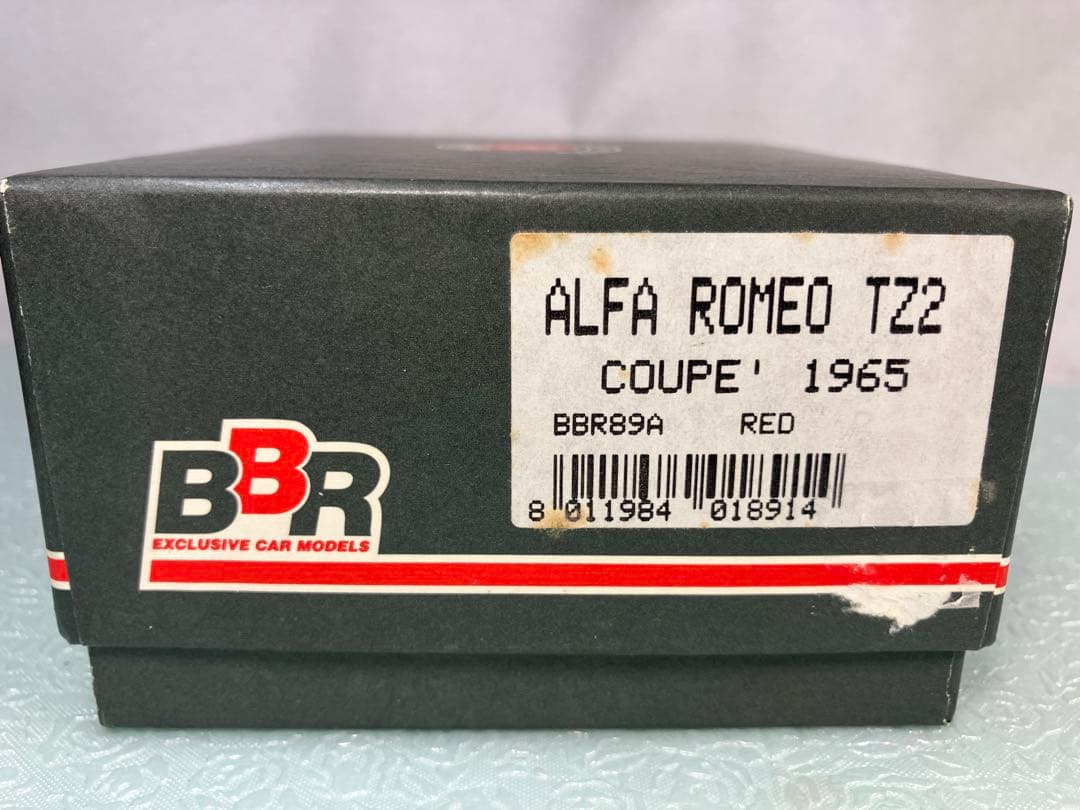 ALFA ROMEO TZ2
COUPE' 1965
BBR89A RED
8 011984 018914
BBR
EXCLUSIVE CAR MODELS